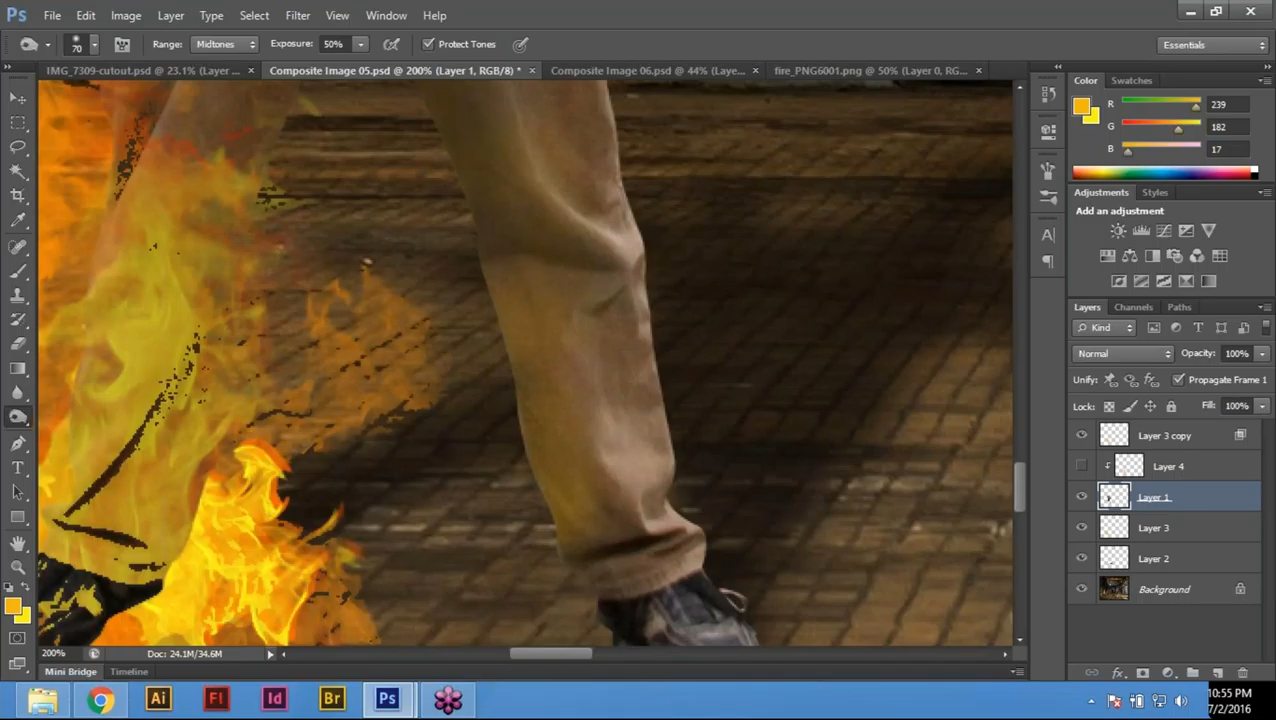 Ps File Edit Image Layer Type Select Filter View Window Help
70 Range: Midtones Exposure: 50% Protect Tones Essentials
IMG_7309-cutout.psd @ 23.1% (Layer ... × Composite Image 05.psd @ 200% (Layer 1, RGB/8) * × Composite Image 06.psd @ 44% (Layer... × fire_PNG6001.png @ 50% (Layer 0, RG... ×
Color Swatches
R 239
G 182
B 17
Adjustments Styles
Add an adjustment
Layers Channels Paths
Kind
Normal Opacity: 100%
Unify: Propagate Frame 1
Lock: Fill: 100%
Layer 3 copy
Layer 4
Layer 1
Layer 3
Layer 2
Background
200% Doc: 24.1M/34.6M
Mini Bridge Timeline
Ai Fl Id Br Ps
10:55 PM
7/2/2016